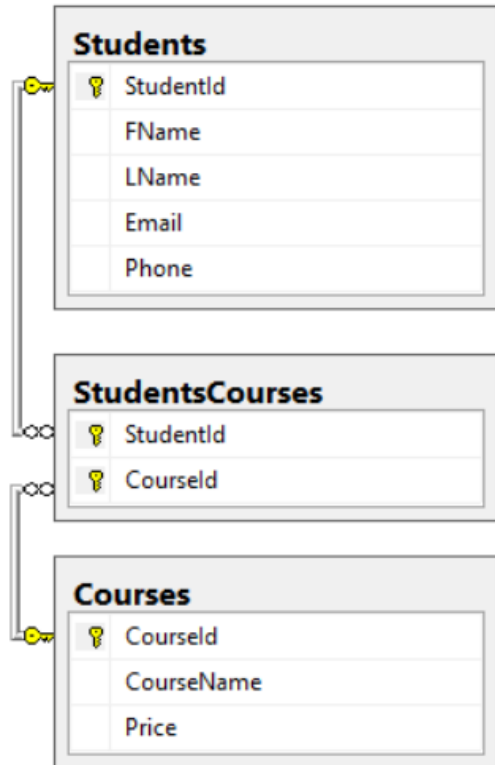 Students
StudentId
FName
LName
Email
Phone
StudentsCourses
StudentId
CourseId
Courses
CourseId
CourseName
Price